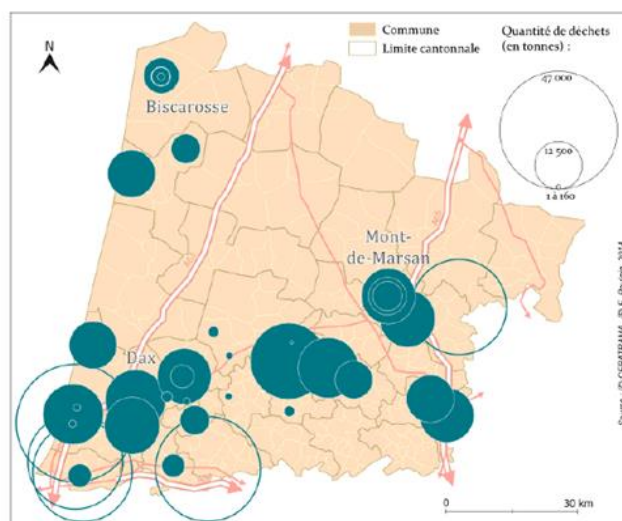 N
Commune
Limite cantonnale
Quantité de déchets
(en tonnes) :
47 000
12 500
1 à 160
Biscarosse
Mont-
de-Marsan
Dax
0
30 km